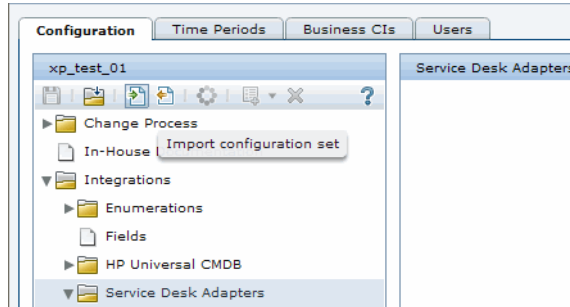 Configuration Time Periods Business CIs Users
xp_test_01 Service Desk Adapters
?
Change Process
Import configuration set
In-House
Integrations
Enumerations
Fields
HP Universal CMDB
Service Desk Adapters